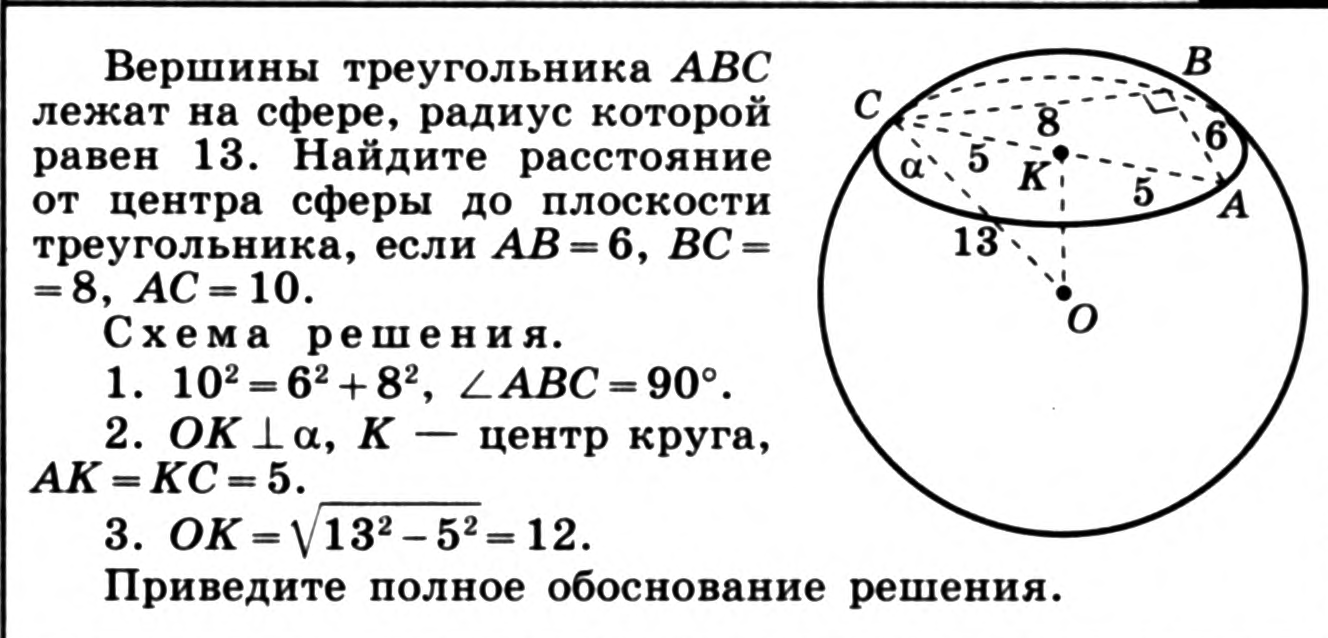 Вершины треугольника ABC
лежат на сфере, радиус которой
равен 13. Найдите расстояние
от центра сферы до плоскости
треугольника, если AB = 6, BC =
= 8, AC = 10.
Схема решения.
1. 10² = 6² + 8², ∠ABC = 90°.
2. OK ⊥ α, K — центр круга,
AK = KC = 5.
3. OK = √13² – 5² = 12.
Приведите полное обоснование решения.
B
C
8
6
α
5
K
5
A
13
O